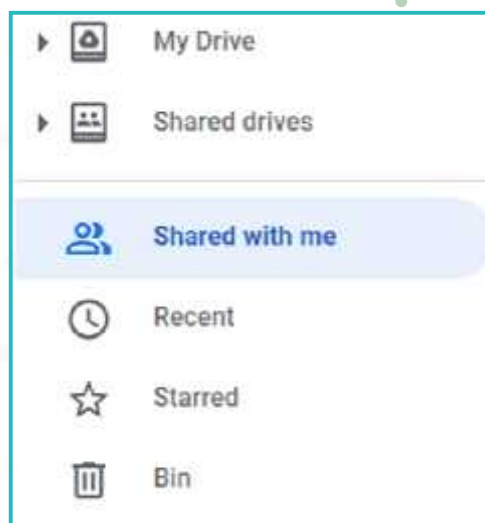 My Drive
Shared drives
Shared with me
Recent
Starred
Bin